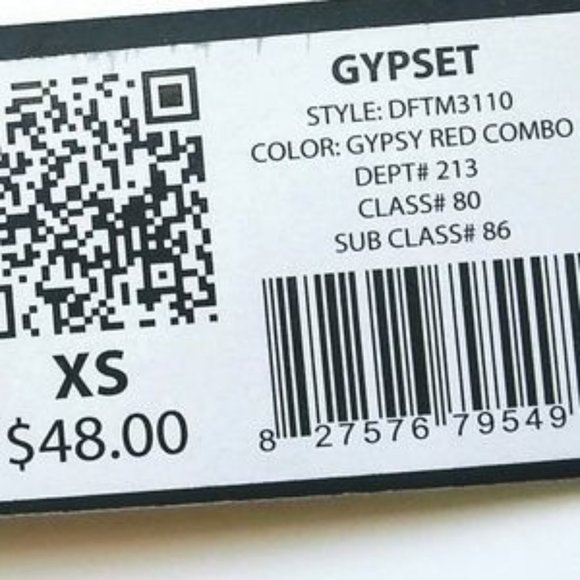 GYPSET
STYLE: DFTM3110
COLOR: GYPSY RED COMBO
DEPT# 213
CLASS# 80
SUB CLASS# 86
XS
$48.00
8 27576 79549